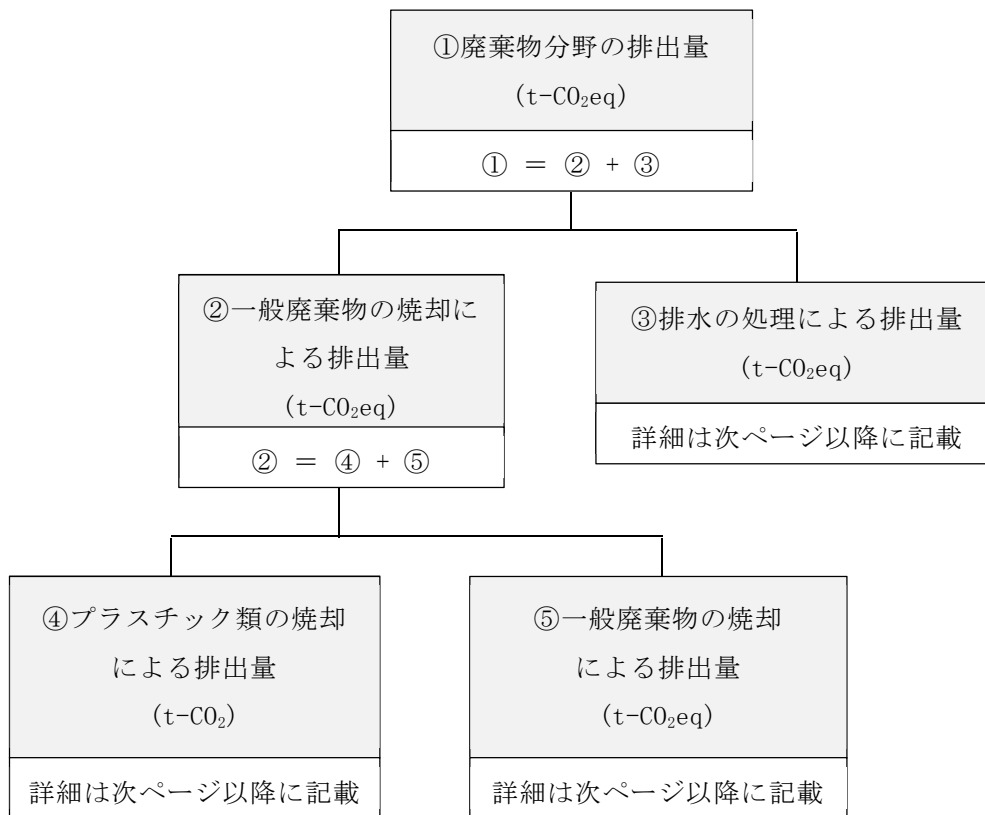 ①廃棄物分野の排出量
(t-CO₂eq)
① = ② + ③
②一般廃棄物の焼却に
よる排出量
(t-CO₂eq)
② = ④ + ⑤
③排水の処理による排出量
(t-CO₂eq)
詳細は次ページ以降に記載
④プラスチック類の焼却
による排出量
(t-CO₂)
詳細は次ページ以降に記載
⑤一般廃棄物の焼却
による排出量
(t-CO₂eq)
詳細は次ページ以降に記載